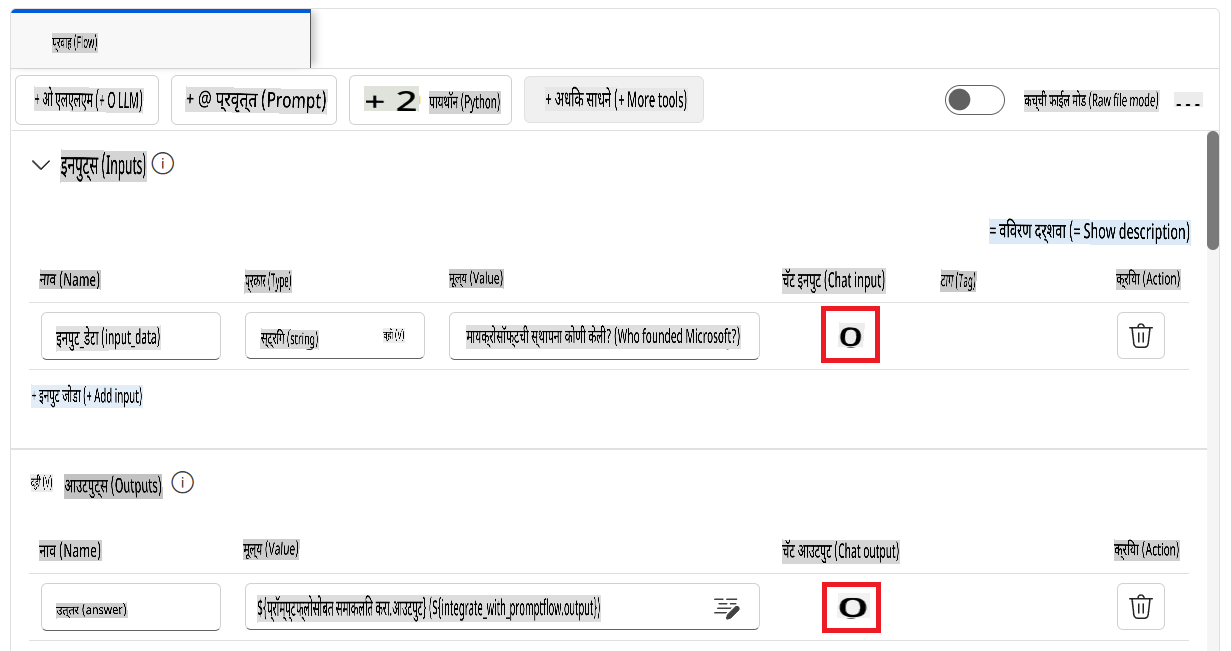 प्रवाह (Flow)
+ ओ एलएलएम (+ O LLM)
+ @ प्रवृत्त (Prompt)
+ 2 पायथॉन (Python)
+ अधिक साधने (+ More tools)
कच्ची फाईल मोड (Raw file mode)
---
इनपुट्स (Inputs)
= विवरण दर्शवा (= Show description)
नाव (Name) प्रकार (Type) मूल्य (Value) चॅट इनपुट (Chat input) टाग (Tag) क्रिया (Action)
इनपुट_डेटा (input_data) स्ट्रिंग (string) (V) मायक्रोसॉफ्टची स्थापना कोणी केली? (Who founded Microsoft?) O
+ इनपुट जोडा (+ Add input)
(V) आउटपुट्स (Outputs)
नाव (Name) मूल्य (Value) चॅट आउटपुट (Chat output) क्रिया (Action)
उत्तर (answer) ${प्रॉम्प्टफ्लोसोबत समाकलित करा.आउटपुट} (${integrate_with_promptflow.output}) O